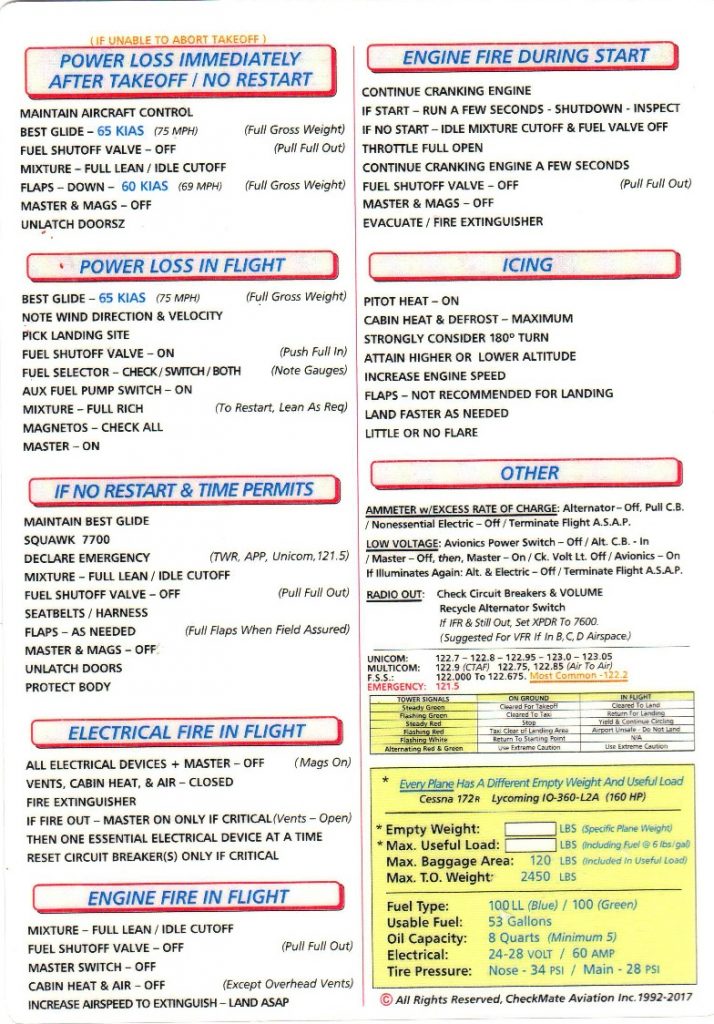 (IF UNABLE TO ABORT TAKEOFF)
POWER LOSS IMMEDIATELY
AFTER TAKEOFF / NO RESTART
MAINTAIN AIRCRAFT CONTROL
BEST GLIDE – 65 KIAS (75 MPH) (Full Gross Weight)
FUEL SHUTOFF VALVE – OFF (Pull Full Out)
MIXTURE – FULL LEAN / IDLE CUTOFF
FLAPS – DOWN – 60 KIAS (69 MPH) (Full Gross Weight)
MASTER & MAGS – OFF
UNLATCH DOORSZ
POWER LOSS IN FLIGHT
BEST GLIDE – 65 KIAS (75 MPH) (Full Gross Weight)
NOTE WIND DIRECTION & VELOCITY
PICK LANDING SITE
FUEL SHUTOFF VALVE – ON (Push Full In)
FUEL SELECTOR – CHECK / SWITCH / BOTH (Note Gauges)
AUX FUEL PUMP SWITCH – ON
MIXTURE – FULL RICH (To Restart, Lean As Req)
MAGNETOS – CHECK ALL
MASTER – ON
IF NO RESTART & TIME PERMITS
MAINTAIN BEST GLIDE
SQUAWK 7700
DECLARE EMERGENCY (TWR, APP, Unicom,121.5)
MIXTURE – FULL LEAN / IDLE CUTOFF
FUEL SHUTOFF VALVE – OFF (Pull Full Out)
SEATBELTS / HARNESS
FLAPS – AS NEEDED (Full Flaps When Field Assured)
MASTER & MAGS – OFF
UNLATCH DOORS
PROTECT BODY
ELECTRICAL FIRE IN FLIGHT
ALL ELECTRICAL DEVICES + MASTER – OFF (Mags On)
VENTS, CABIN HEAT, & AIR – CLOSED
FIRE EXTINGUISHER
IF FIRE OUT – MASTER ON ONLY IF CRITICAL (Vents – Open)
THEN ONE ESSENTIAL ELECTRICAL DEVICE AT A TIME
RESET CIRCUIT BREAKER(S) ONLY IF CRITICAL
ENGINE FIRE IN FLIGHT
MIXTURE – FULL LEAN / IDLE CUTOFF
FUEL SHUTOFF VALVE – OFF (Pull Full Out)
MASTER SWITCH – OFF
CABIN HEAT & AIR – OFF (Except Overhead Vents)
INCREASE AIRSPEED TO EXTINGUISH – LAND ASAP
ENGINE FIRE DURING START
CONTINUE CRANKING ENGINE
IF START – RUN A FEW SECONDS - SHUTDOWN - INSPECT
IF NO START – IDLE MIXTURE CUTOFF & FUEL VALVE OFF
THROTTLE FULL OPEN
CONTINUE CRANKING ENGINE A FEW SECONDS
FUEL SHUTOFF VALVE – OFF (Pull Full Out)
MASTER & MAGS – OFF
EVACUATE / FIRE EXTINGUISHER
ICING
PITOT HEAT – ON
CABIN HEAT & DEFROST – MAXIMUM
STRONGLY CONSIDER 180º TURN
ATTAIN HIGHER OR LOWER ALTITUDE
INCREASE ENGINE SPEED
FLAPS – NOT RECOMMENDED FOR LANDING
LAND FASTER AS NEEDED
LITTLE OR NO FLARE
OTHER
AMMETER w/EXCESS RATE OF CHARGE: Alternator – Off, Pull C.B.
/ Nonessential Electric – Off / Terminate Flight A.S.A.P.
LOW VOLTAGE: Avionics Power Switch – Off / Alt. C.B. - In
/ Master – Off, then, Master – On / Ck. Volt Lt. Off / Avionics – On
If Illuminates Again: Alt. & Electric – Off / Terminate Flight A.S.A.P.
RADIO OUT: Check Circuit Breakers & VOLUME
Recycle Alternator Switch
If IFR & Still Out, Set XPDR To 7600.
(Suggested For VFR If In B,C, D Airspace.)
UNICOM: 122.7 – 122.8 – 122.95 – 123.0 – 123.05
MULTICOM: 122.9 (CTAF) 122.75, 122.85 (Air To Air)
F.S.S.: 122.000 To 122.675. Most Common -122.2
EMERGENCY: 121.5
TOWER SIGNALS ON GROUND IN FLIGHT
Steady Green Cleared For Takeoff Cleared To Land
Flashing Green Cleared To Taxi Return For Landing
Steady Red Stop Yield & Continue Circling
Flashing Red Taxi Clear of Landing Area Airport Unsafe - Do Not Land
Flashing White Return To Starting Point N/A
Alternating Red & Green Use Extreme Caution Use Extreme Caution
* Every Plane Has A Different Empty Weight And Useful Load
Cessna 172R Lycoming IO-360-L2A (160 HP)
* Empty Weight: LBS (Specific Plane Weight)
* Max. Useful Load: LBS (Including Fuel @ 6 lbs/gal)
Max. Baggage Area: 120 LBS (Included In Useful Load)
Max. T.O. Weight: 2450 LBS
Fuel Type: 100 LL (Blue) / 100 (Green)
Usable Fuel: 53 Gallons
Oil Capacity: 8 Quarts (Minimum 5)
Electrical: 24-28 VOLT / 60 AMP
Tire Pressure: Nose - 34 PSI / Main - 28 PSI
© All Rights Reserved, CheckMate Aviation Inc. 1992-2017